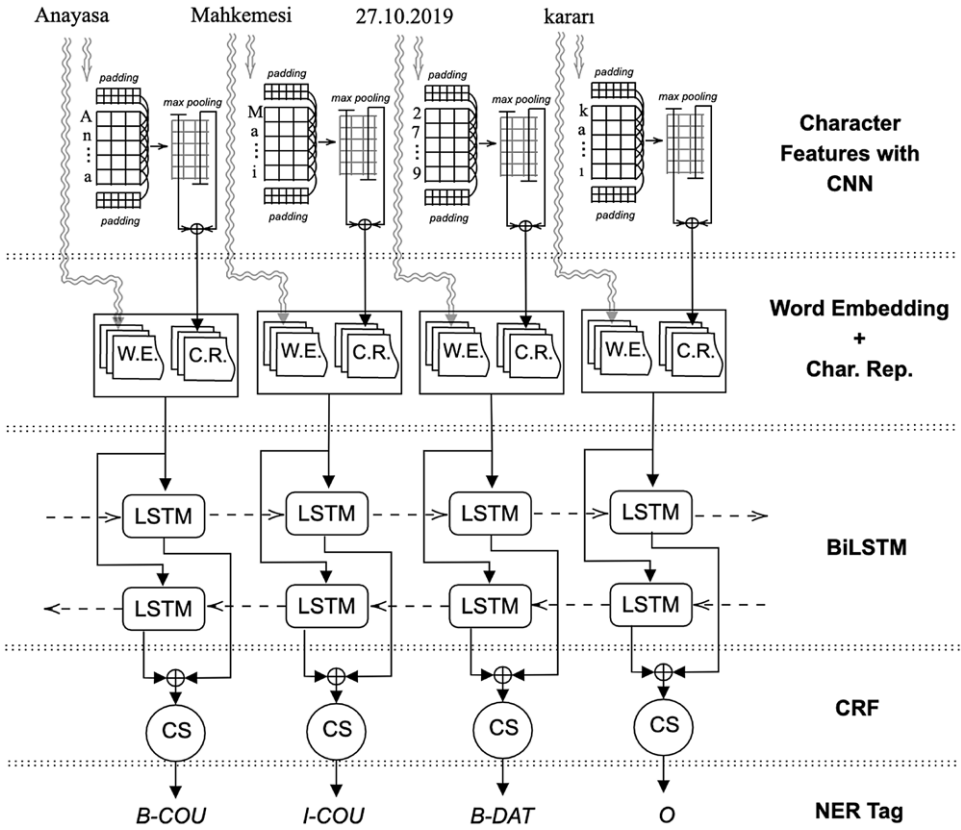 Anayasa Mahkemesi 27.10.2019 kararı
padding padding padding padding
max pooling max pooling max pooling max pooling
A n ... a
M a ... i
2 7 ... 9
k a ... ı
padding padding padding padding
Character
Features with
CNN
W.E. C.R. W.E. C.R. W.E. C.R. W.E. C.R.
Word Embedding
+
Char. Rep.
LSTM LSTM LSTM LSTM
LSTM LSTM LSTM LSTM
BiLSTM
CS CS CS CS
CRF
B-COU I-COU B-DAT O
NER Tag